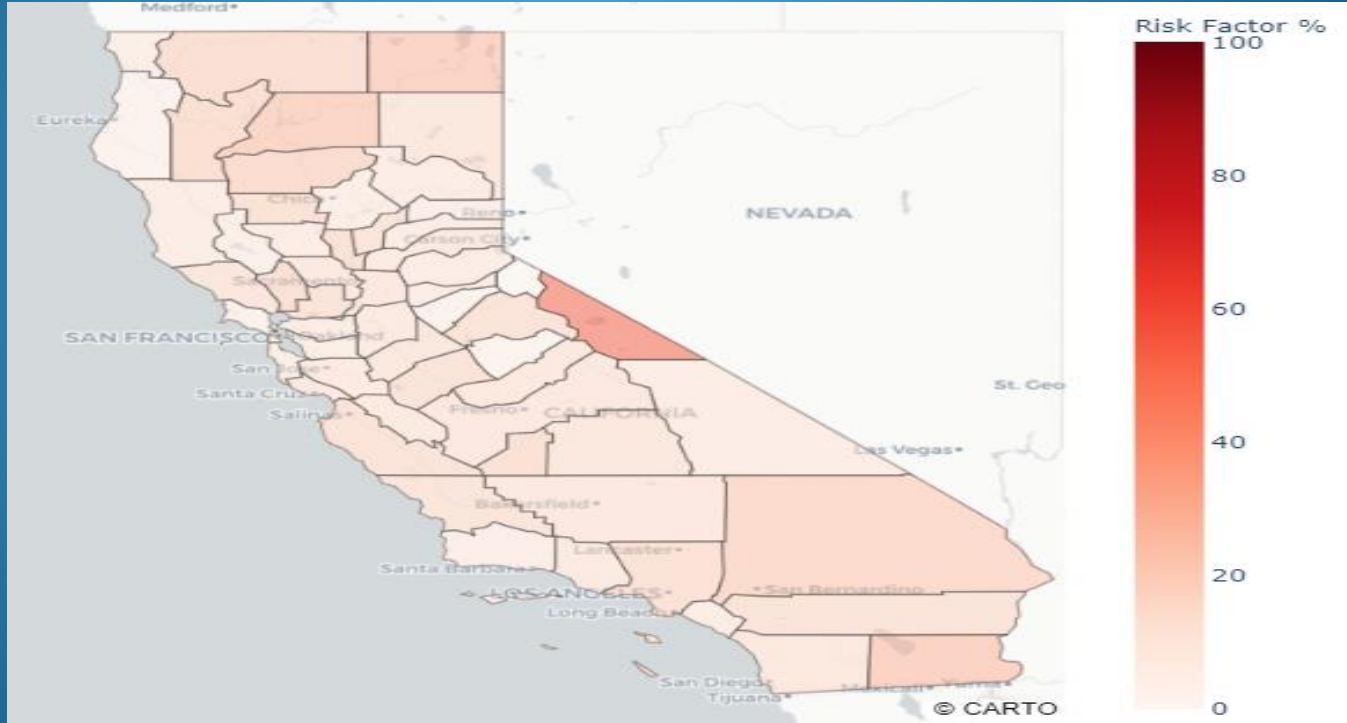 Medford
Risk Factor %
100
Eureka
80
Chico
Reno
NEVADA
Carson City
Sacramento
60
SAN FRANCISCO
Oakland
San Jose
St. Geo
Santa Cruz
Salinas
Fresno
CALIFORNIA
40
Las Vegas
Bakersfield
Lancaster
Santa Barbara
20
LOS ANGELES
San Bernardino
Long Beach
San Diego
Mexicali
Yuma
Tijuana
© CARTO
0